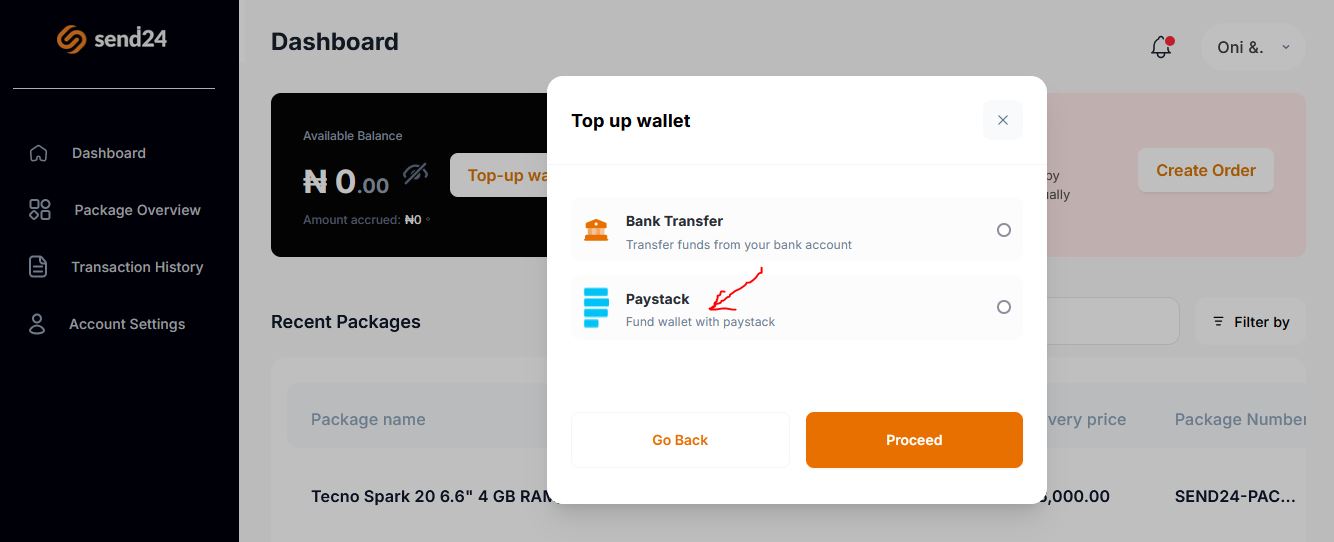 send24
Dashboard
Package Overview
Transaction History
Account Settings
Dashboard
Oni &.
Available Balance
₦ 0.00
Top-up wa
Amount accrued: ₦0
by
ually
Create Order
Top up wallet
Bank Transfer
Transfer funds from your bank account
Paystack
Fund wallet with paystack
Go Back
Proceed
Recent Packages
Filter by
Package name
very price
Package Number
Tecno Spark 20 6.6" 4 GB RAM
,000.00
SEND24-PAC...